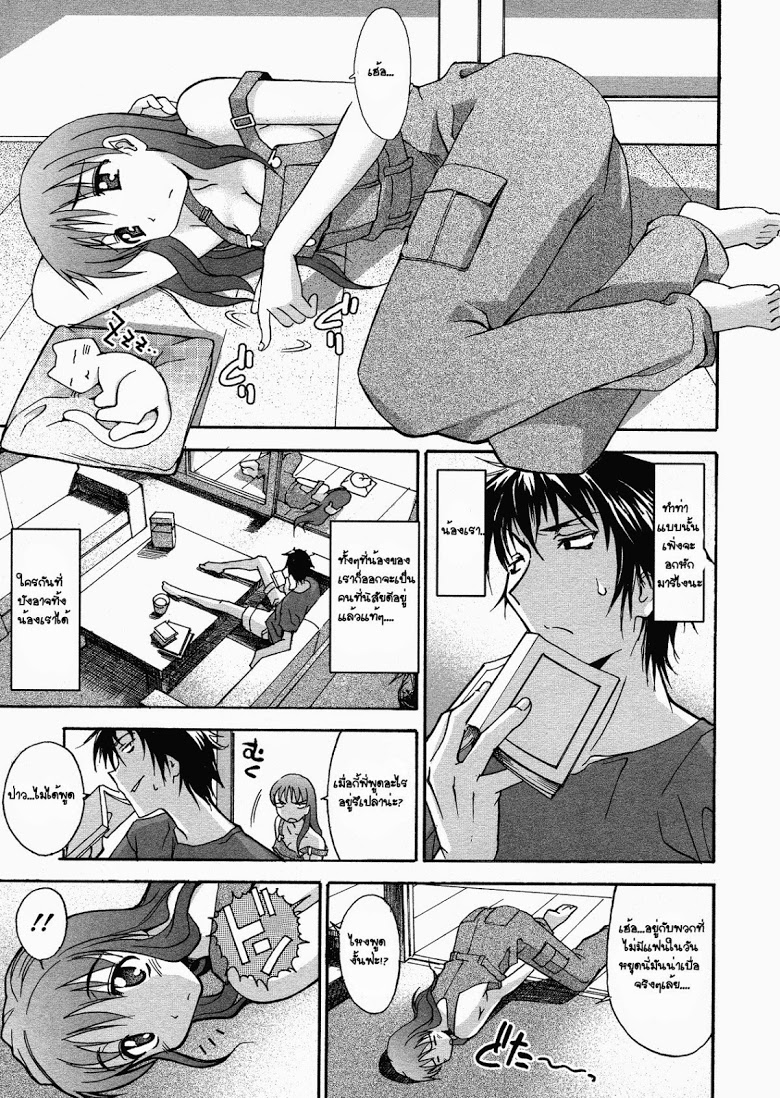 เฮ้อ...
ZZZZ..
ทำท่า
แบบนั้น
เพิ่งจะ
อกหัก
มารึไงนะ
น้องเรา..
ทั้งๆที่น้องของ
เราก็ออกจะเป็น
คนที่นิสัยดีอยู่
แล้วแท้ๆ....
ใครกันที่
บังอาจทิ้ง
น้องเราได้
เมื่อกี้พี่พูดอะไร
อยู่รึเปล่าน่ะ?
ปาว...ไม่ได้พูด
เฮ้อ...อยู่กับพวกที่
ไม่มีแฟนในวัน
หยุดนี่มันน่าเบื่อ
จริงๆเล้ย....
ไหงพูด
งั้นฟะ!?
!!